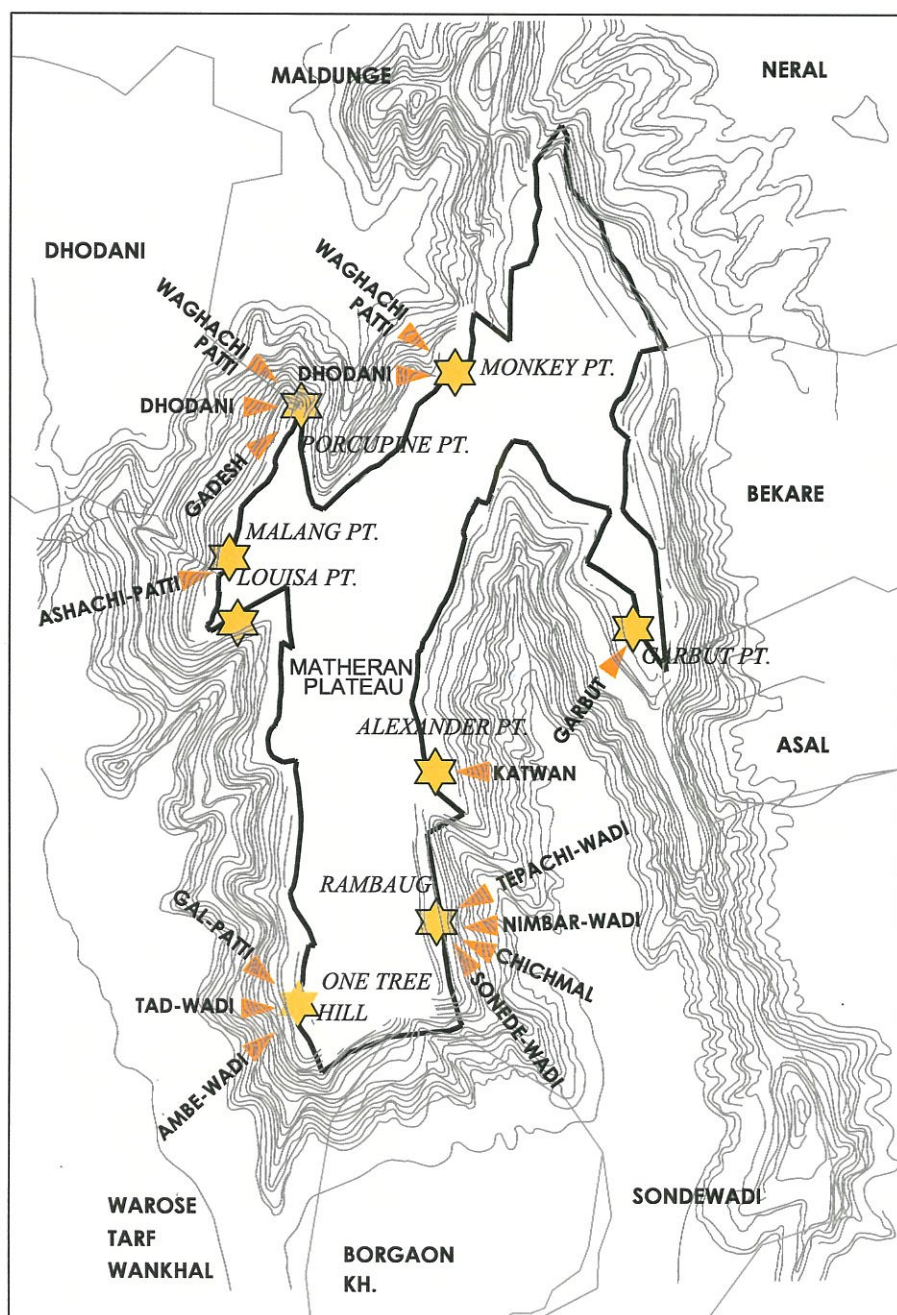 MALDUNGE
NERAL
DHODANI
WAGHACHI
PATTI
WAGHACHI
PATTI
DHODANI
MONKEY PT.
DHODANI
PORCUPINE PT.
GADESH
BEKARE
MALANG PT.
ASHACHI-PATTI
LOUISA PT.
MATHERAN
PLATEAU
GARBUT PT.
GARBUT
ALEXANDER PT.
ASAL
KATWAN
RAMBAUG
TEPACHI-WADI
NIMBAR-WADI
CHICHMAL
SONEDE-WADI
GAL-PATTI
TAD-WADI
AMBE-WADI
ONE TREE
HILL
WAROSE
TARF
WANKHAL
BORGAON
KH.
SONDEWADI